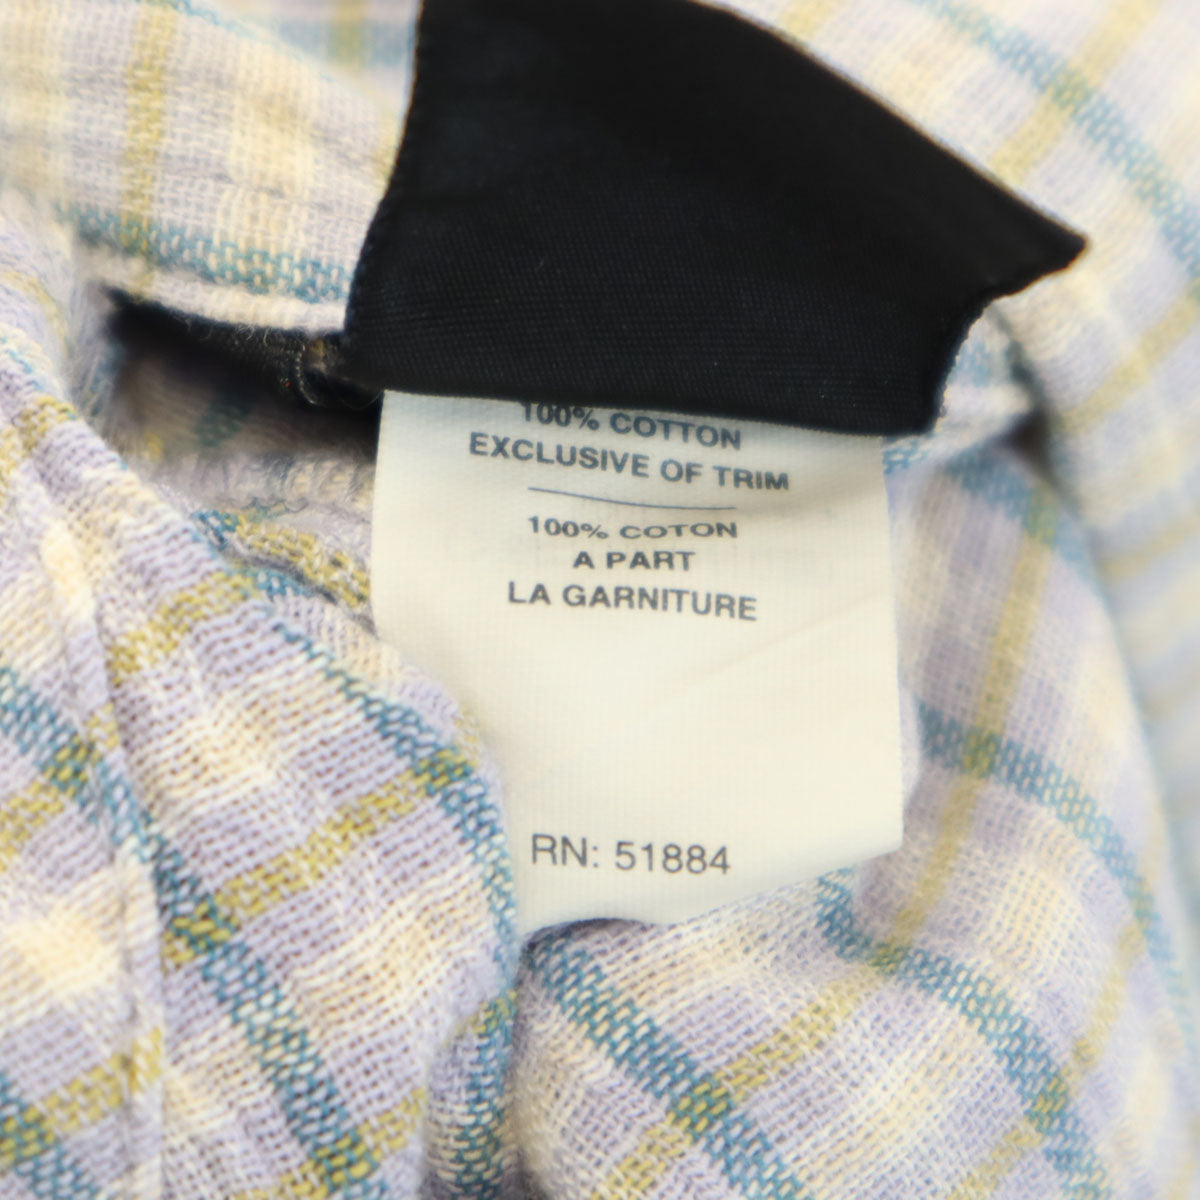 100% COTTON
EXCLUSIVE OF TRIM
100% COTON
A PART
LA GARNITURE
RN: 51884